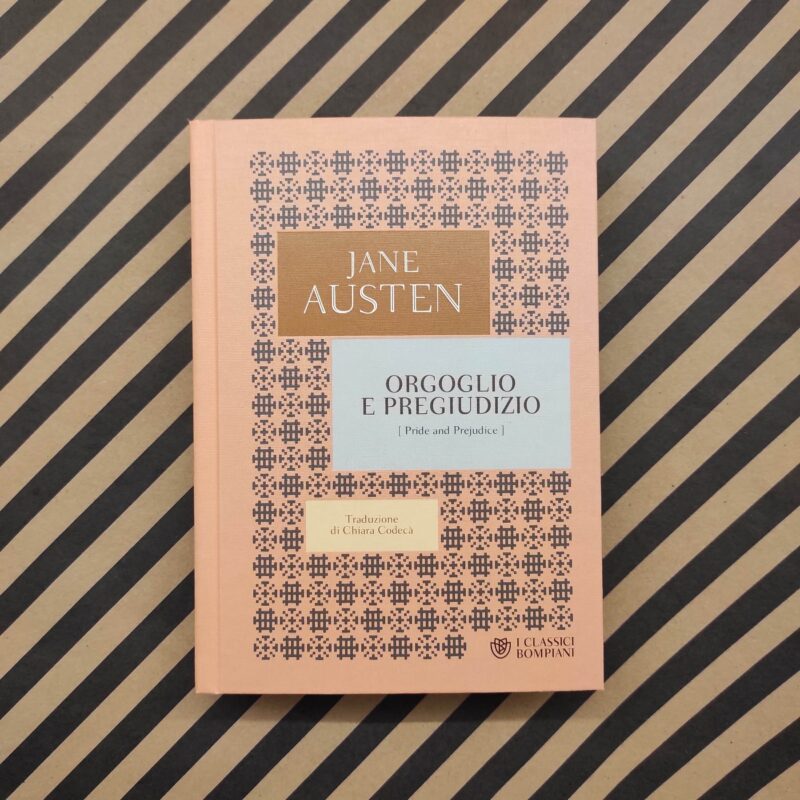 JANE
AUSTEN
ORGOGLIO
E PREGIUDIZIO
[ Pride and Prejudice ]
Traduzione
di Chiara Codecà
I CLASSICI
BOMPIANI